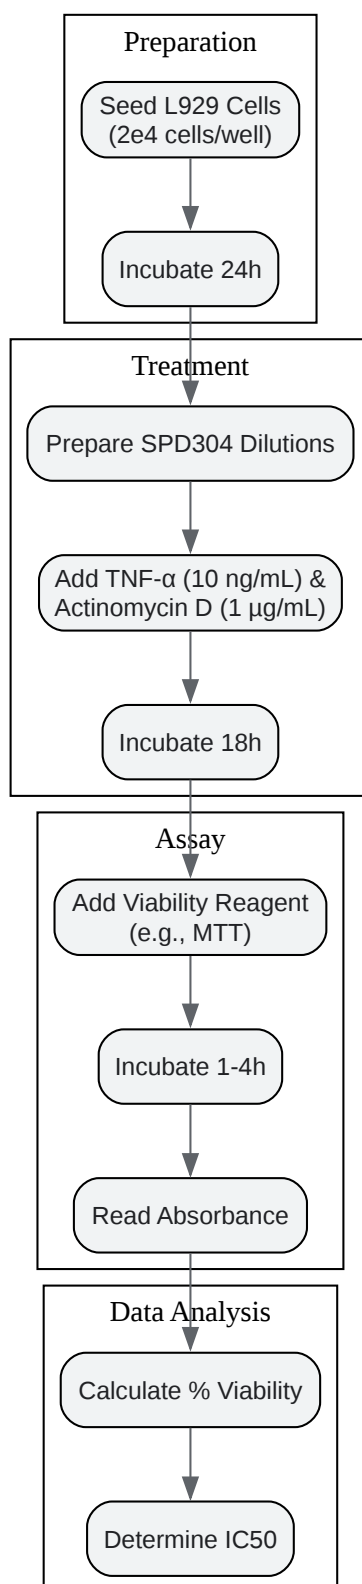 Preparation
Seed L929 Cells
(2e4 cells/well)
Incubate 24h
Treatment
Prepare SPD304 Dilutions
Add TNF-α (10 ng/mL) &
Actinomycin D (1 µg/mL)
Incubate 18h
Assay
Add Viability Reagent
(e.g., MTT)
Incubate 1-4h
Read Absorbance
Data Analysis
Calculate % Viability
Determine IC50